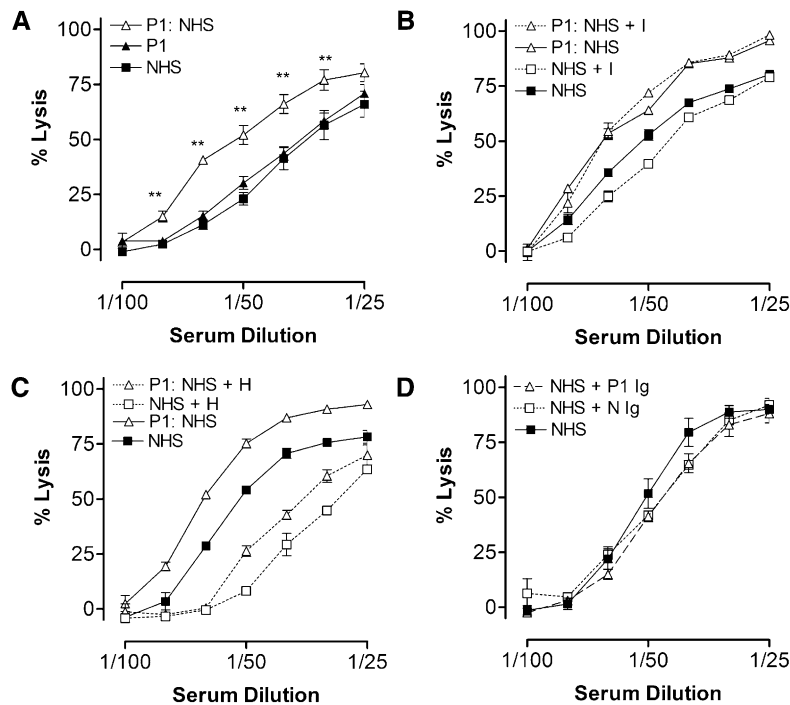 A
P1: NHS
P1
NHS
100
75
50
25
0
% Lysis
**
**
**
**
**
1/100
1/50
1/25
Serum Dilution
B
P1: NHS + I
P1: NHS
NHS + I
NHS
100
75
50
25
0
% Lysis
1/100
1/50
1/25
Serum Dilution
C
P1: NHS + H
NHS + H
P1: NHS
NHS
100
75
50
25
0
% Lysis
1/100
1/50
1/25
Serum Dilution
D
NHS + P1 Ig
NHS + N Ig
NHS
100
75
50
25
0
% Lysis
1/100
1/50
1/25
Serum Dilution